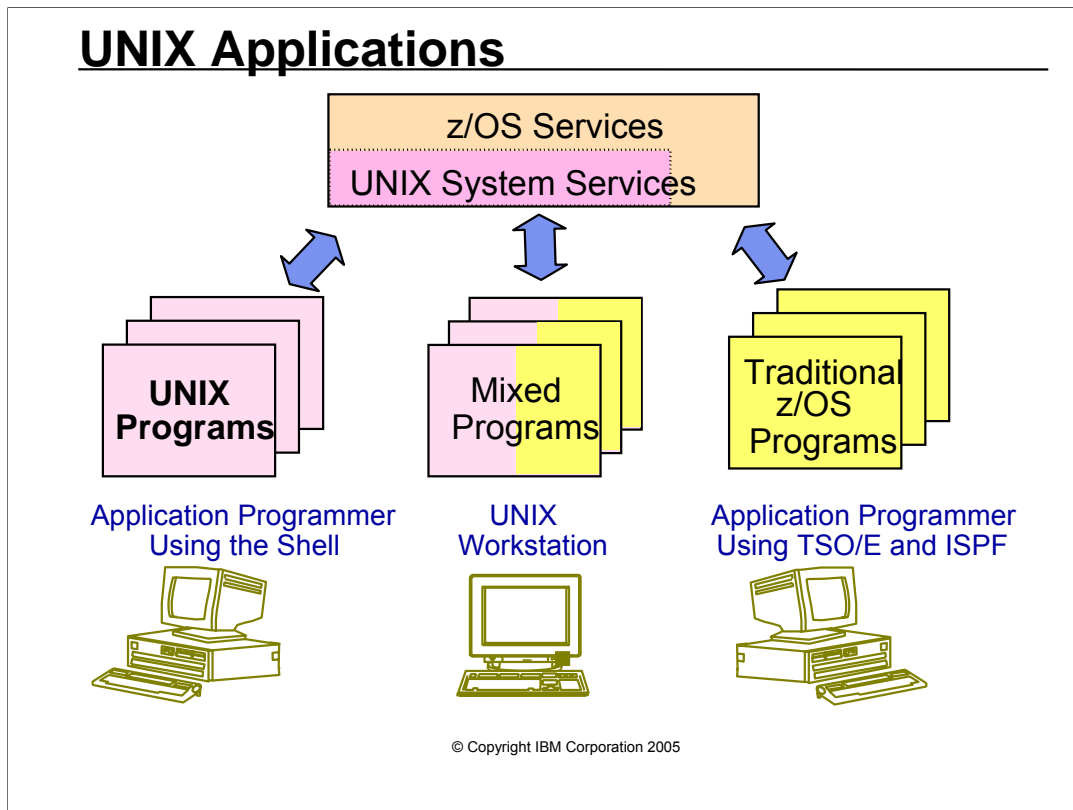 UNIX Applications
z/OS Services
UNIX System Services
UNIX
Programs
Mixed
Programs
Traditional
z/OS
Programs
Application Programmer
Using the Shell
UNIX
Workstation
Application Programmer
Using TSO/E and ISPF
© Copyright IBM Corporation 2005